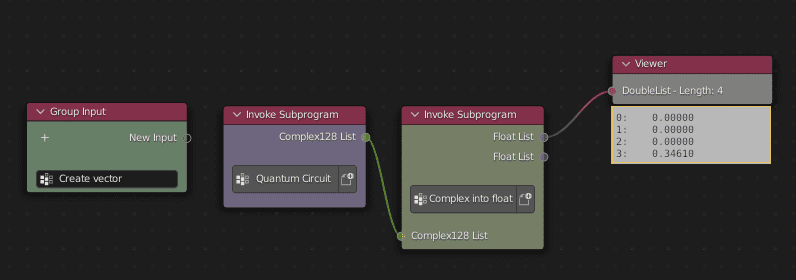 Group Input
+ New Input
Create vector
Invoke Subprogram
Complex128 List
Quantum Circuit
Invoke Subprogram
Float List
Float List
Complex into float
Complex128 List
Viewer
DoubleList - Length: 4
0: 0.00000
1: 0.00000
2: 0.00000
3: 0.34610